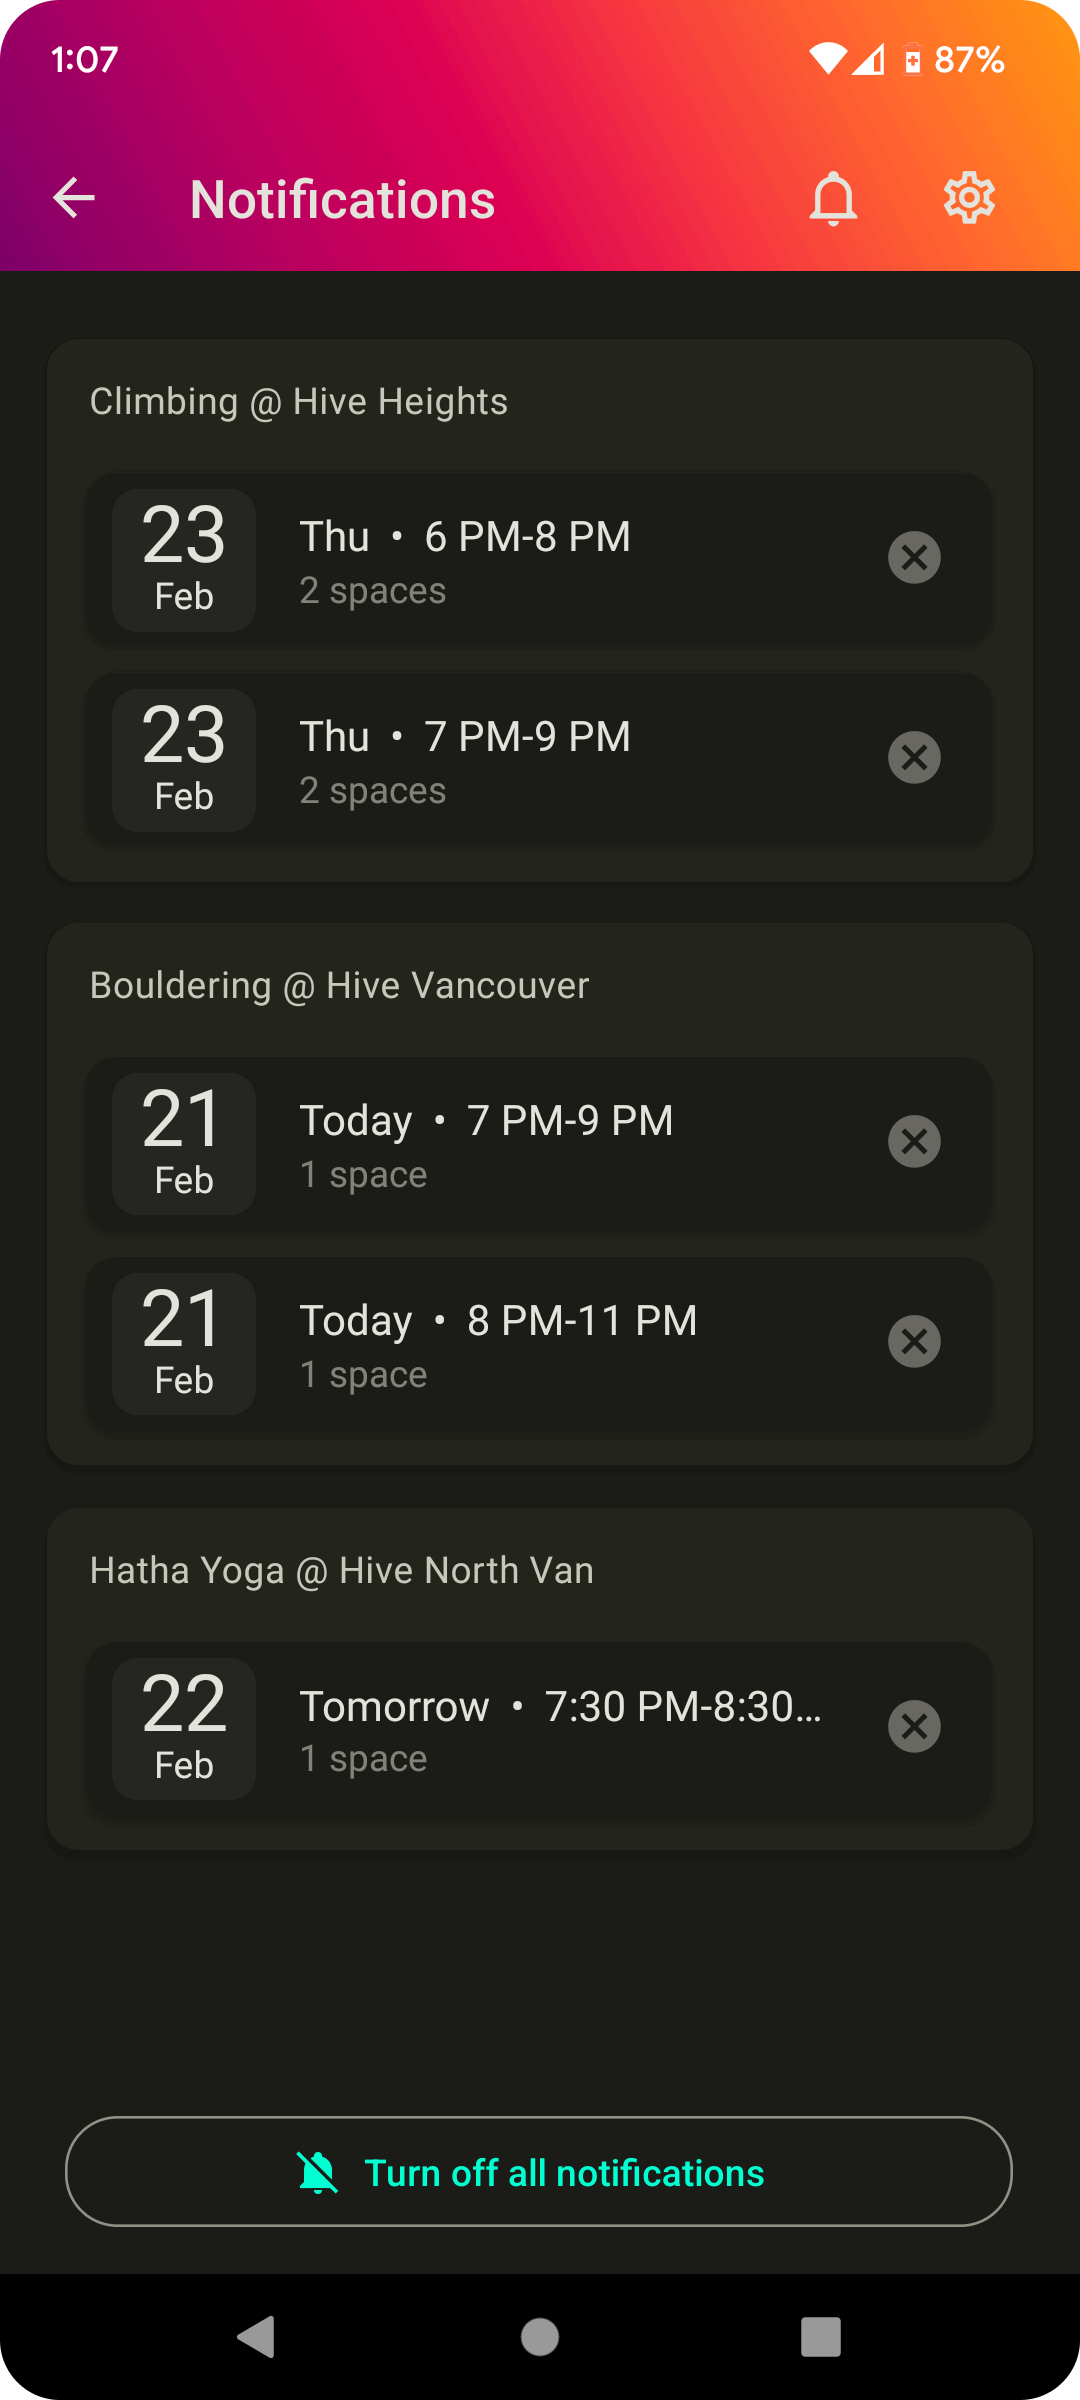 1:07
87%
Notifications
Climbing @ Hive Heights
23
Feb
Thu • 6 PM-8 PM
2 spaces
23
Feb
Thu • 7 PM-9 PM
2 spaces
Bouldering @ Hive Vancouver
21
Feb
Today • 7 PM-9 PM
1 space
21
Feb
Today • 8 PM-11 PM
1 space
Hatha Yoga @ Hive North Van
22
Feb
Tomorrow • 7:30 PM-8:30...
1 space
Turn off all notifications